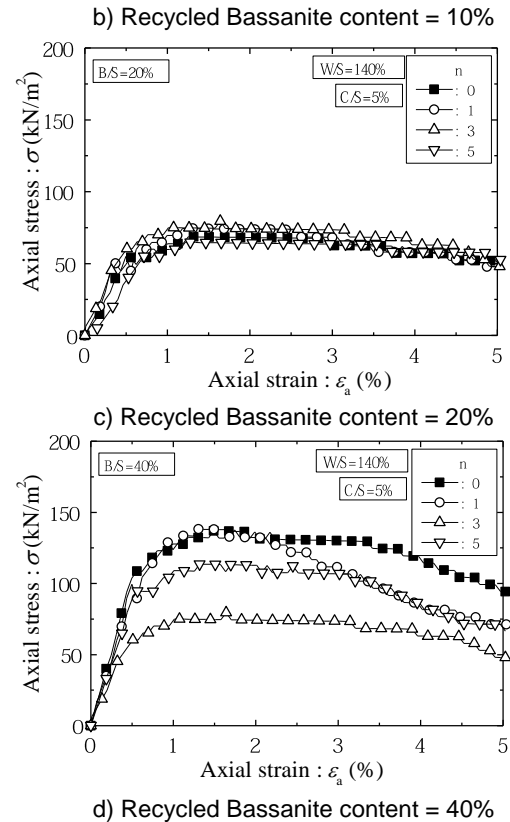 b) Recycled Bassanite content = 10%
200
150
100
50
0
Axial stress : σ (kN/m²)
B/S=20%
W/S=140%
C/S=5%
n
: 0
: 1
: 3
: 5
0 1 2 3 4 5
Axial strain : εa (%)
c) Recycled Bassanite content = 20%
200
150
100
50
0
Axial stress : σ (kN/m²)
B/S=40%
W/S=140%
C/S=5%
n
: 0
: 1
: 3
: 5
0 1 2 3 4 5
Axial strain : εa (%)
d) Recycled Bassanite content = 40%